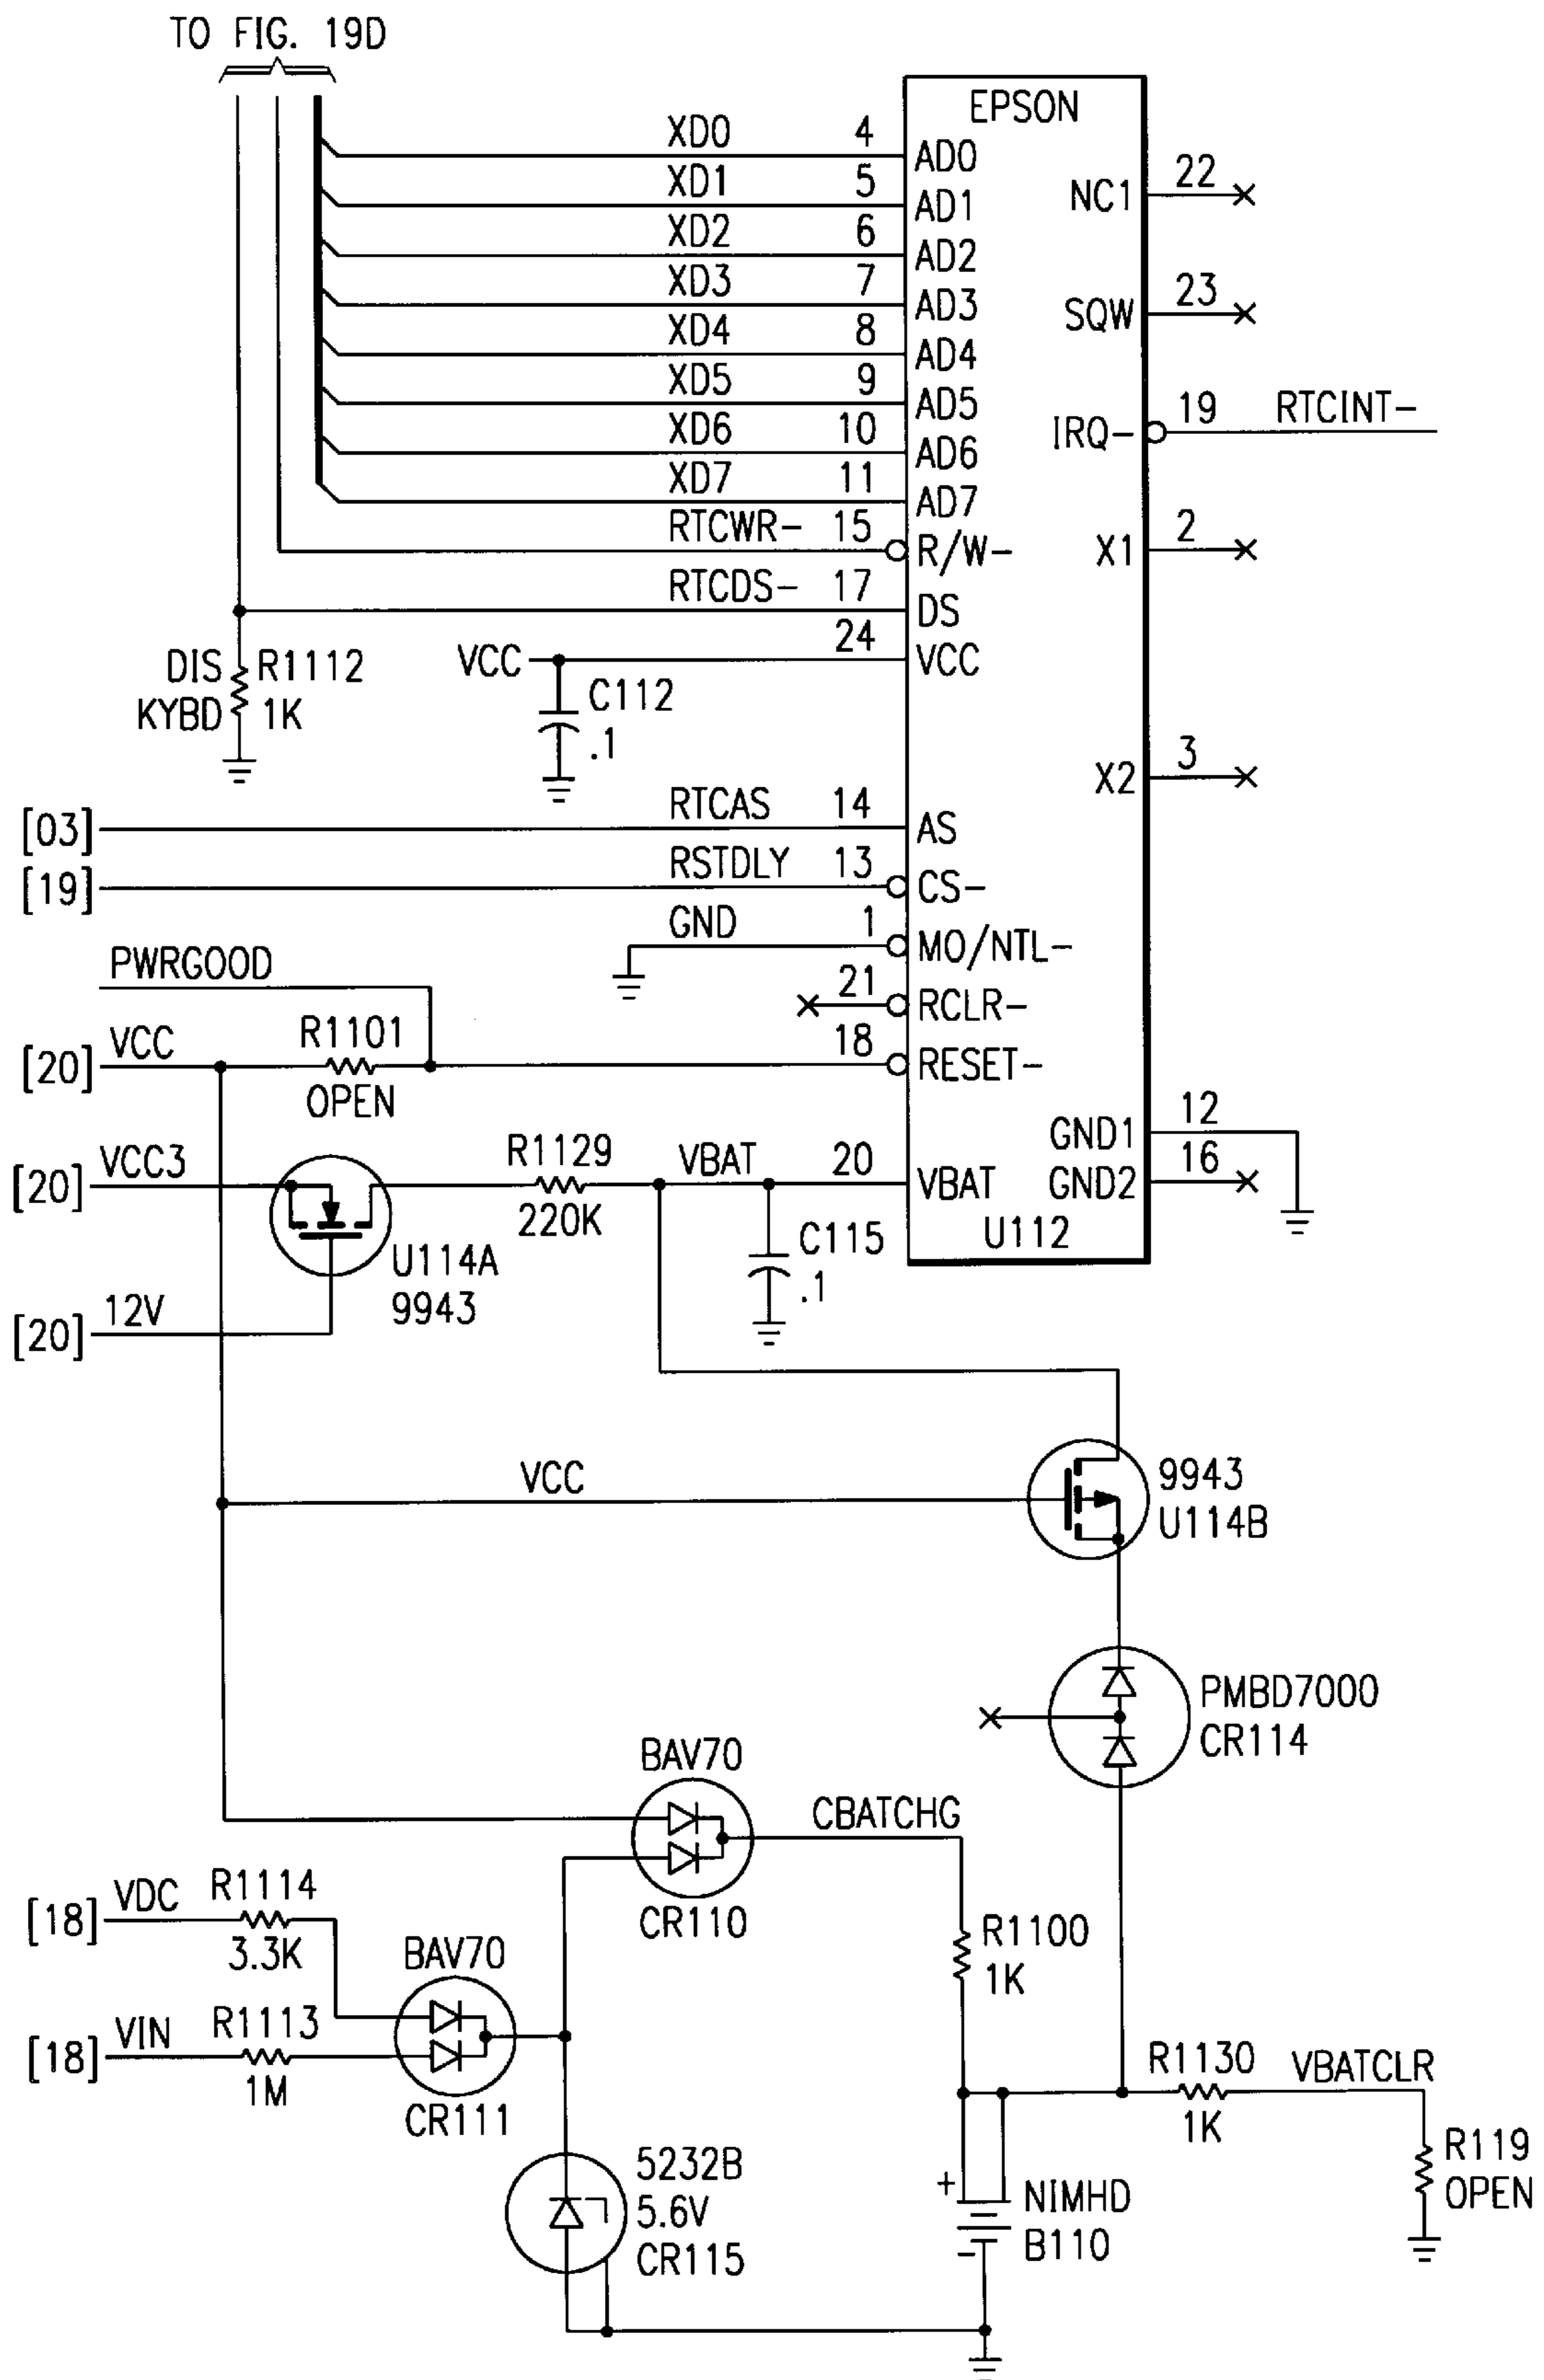 TO FIG. 19D
EPSON
XD0 4 AD0
NC1 22
XD1 5 AD1
XD2 6 AD2
XD3 7 AD3
SQW 23
XD4 8 AD4
XD5 9 AD5
IRQ- 19 RTCINT-
XD6 10 AD6
XD7 11 AD7
RTCWR- 15 R/W-
X1 2
RTCDS- 17 DS
VCC 24 VCC
DIS KYBD
R1112
1K
C112
.1
X2 3
[03] RTCAS 14 AS
[19] RSTDLY 13 CS-
GND 1 MO/NTL-
PWRGOOD
21 RCLR-
[20] VCC R1101 18 RESET-
OPEN
GND1 12
[20] VCC3 R1129 VBAT 20 VBAT
GND2 16
220K
U112
U114A
9943
C115
.1
[20] 12V
VCC
9943
U114B
PMBD7000
CR114
BAV70
CBATCHG
CR110
[18] VDC R1114
3.3K
BAV70
R1100
1K
[18] VIN R1113
1M
CR111
R1130 VBATCLR
1K
R119
OPEN
5232B
5.6V
CR115
+ NIMHD
- B110